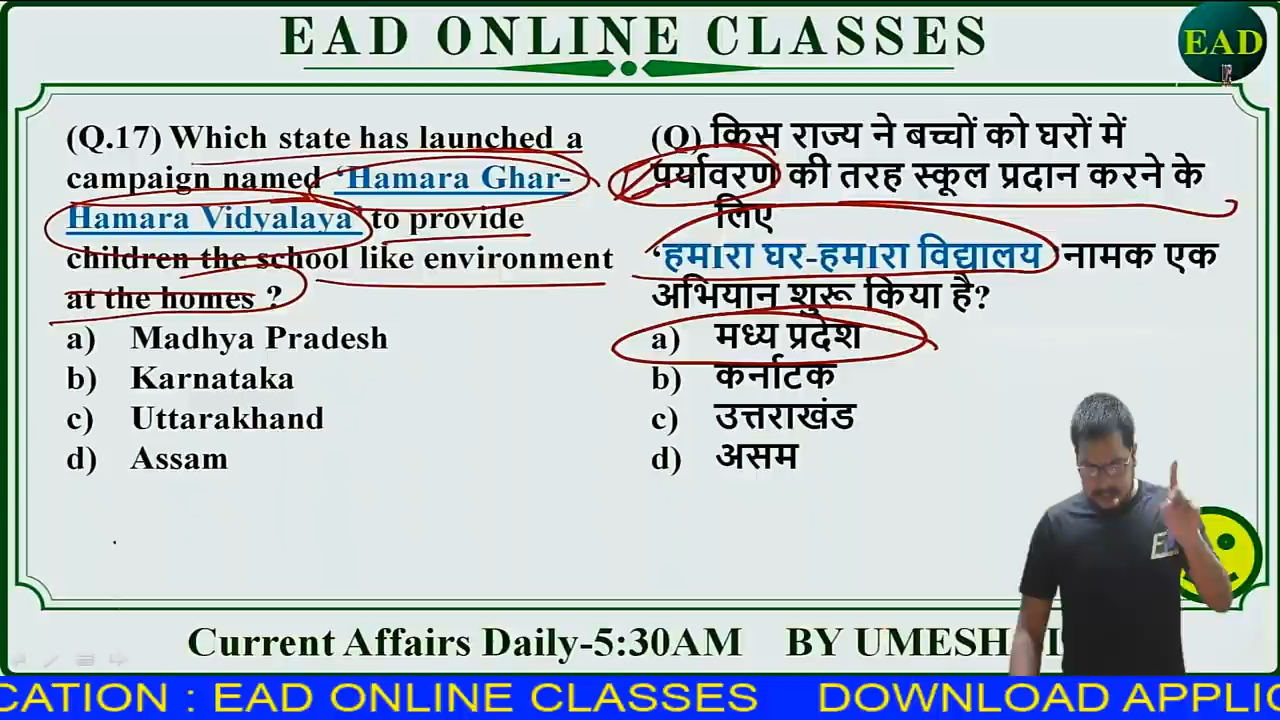 EAD ONLINE CLASSES
EAD
(Q.17) Which state has launched a
campaign named ‘Hamara Ghar-
Hamara Vidyalaya’ to provide
children the school like environment
at the homes ?
a) Madhya Pradesh
b) Karnataka
c) Uttarakhand
d) Assam
(Q) किस राज्य ने बच्चों को घरों में
पर्यावरण की तरह स्कूल प्रदान करने के
लिए
‘हमाIरा घर-हमाIरा विद्यालय ’नामक एक
अभियान शुरू किया है?
a) मध्य प्रदेश
b) कर्नाटक
c) उत्तराखंड
d) असम
Current Affairs Daily-5:30AM BY UMESH
CATION : EAD ONLINE CLASSES DOWNLOAD APPLIC